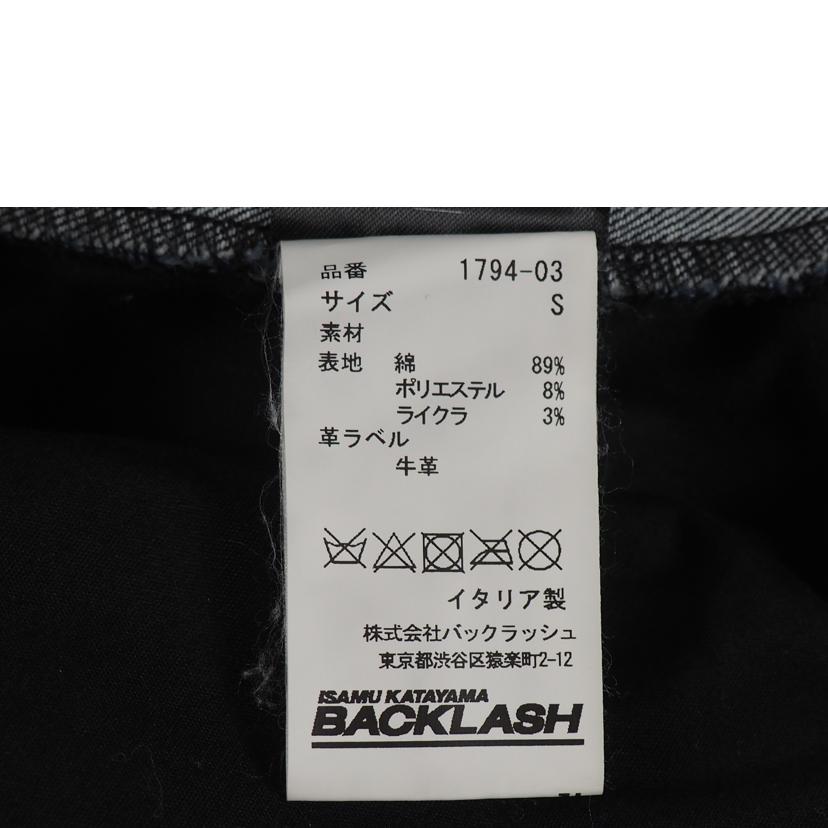 品番 1794-03
サイズ S
素材
表地 綿 89%
ポリエステル 8%
ライクラ 3%
革ラベル
牛革
イタリア製
株式会社バックラッシュ
東京都渋谷区猿楽町2-12
ISAMU KATAYAMA
BACKLASH